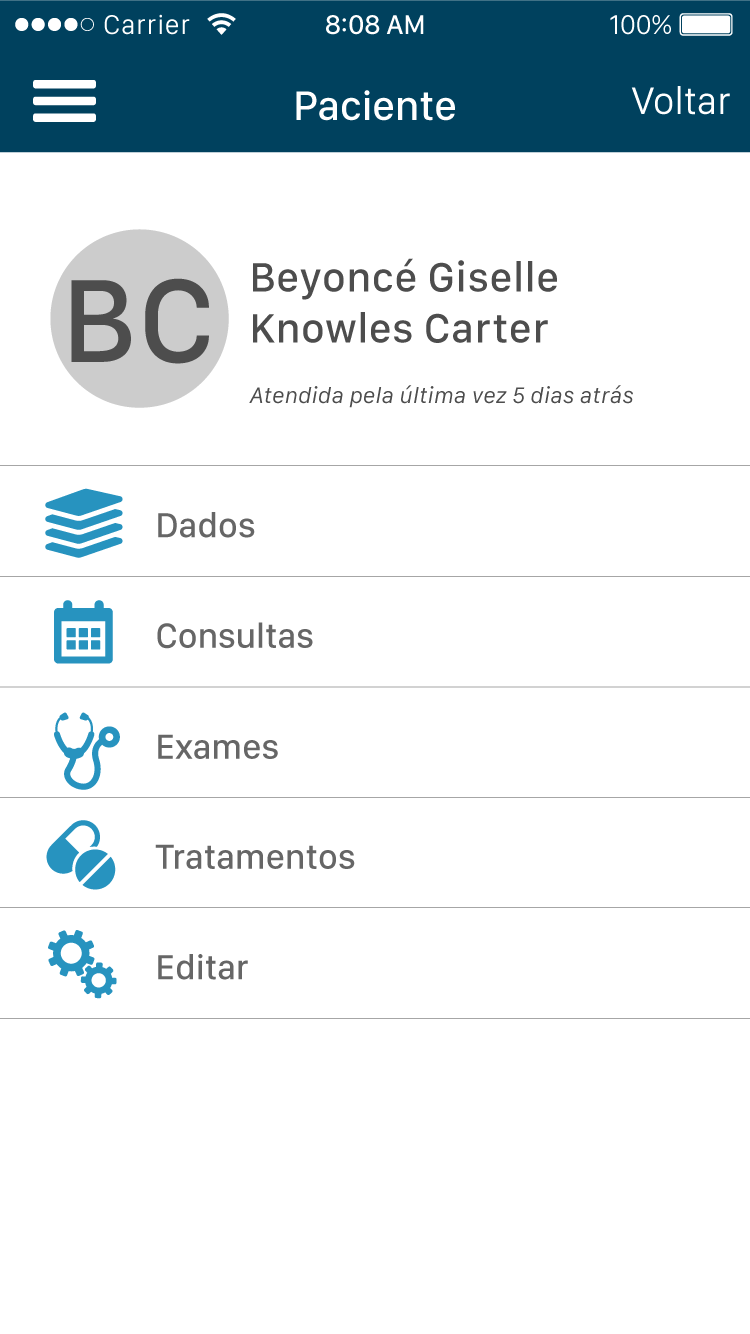 Carrier 8:08 AM 100%
Paciente Voltar
BC
Beyoncé Giselle
Knowles Carter
Atendida pela última vez 5 dias atrás
Dados
Consultas
Exames
Tratamentos
Editar